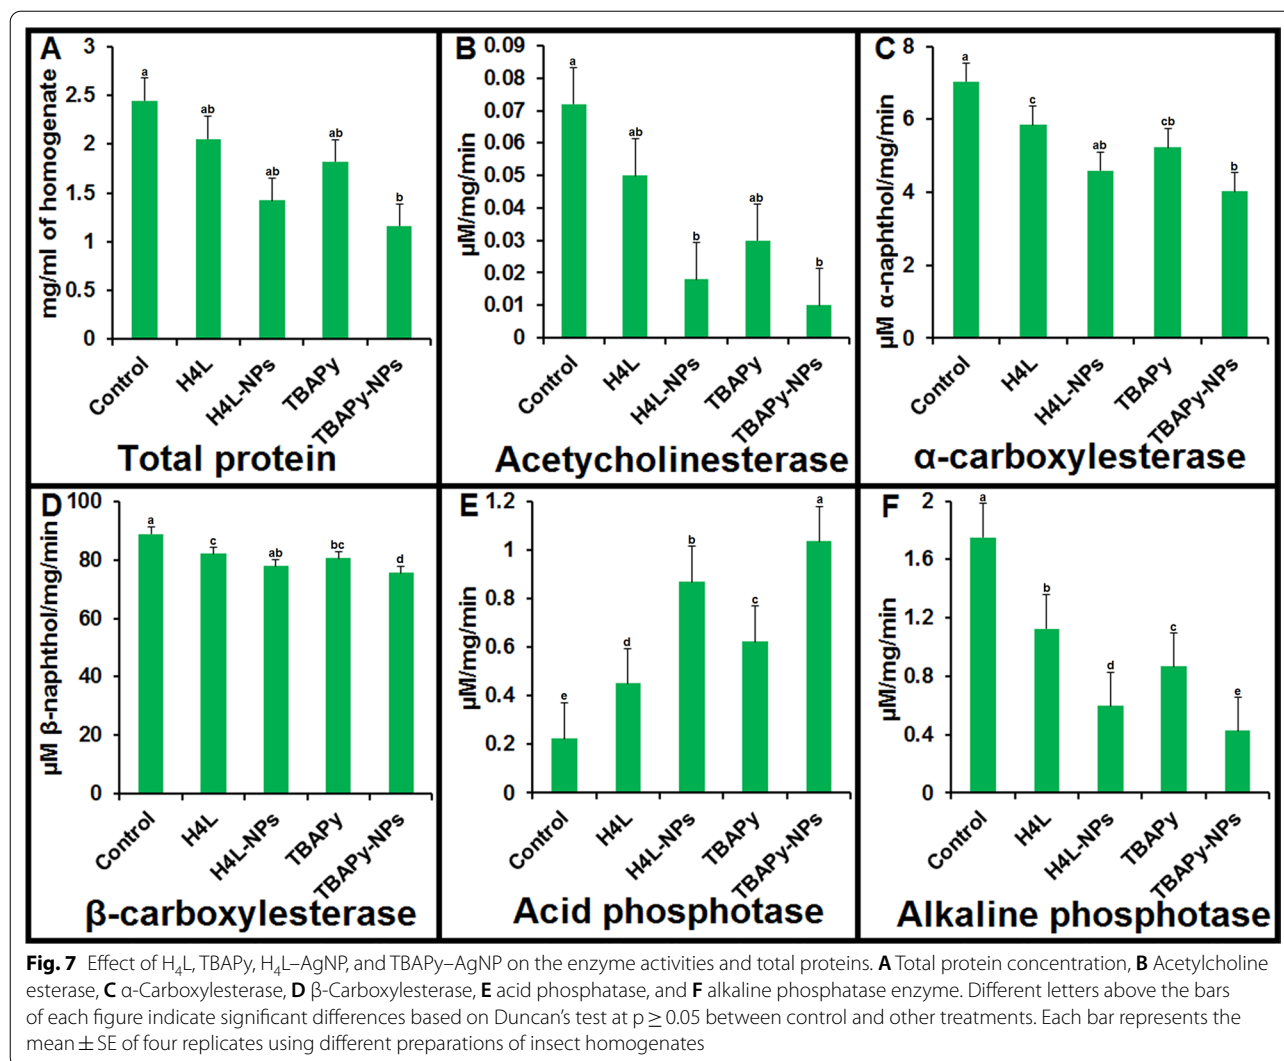 A
3
2.5
2
1.5
1
0.5
0
mg/ml of homogenate
a
ab
ab
ab
b
Control
H4L
H4L-NPs
TBAPy
TBAPy-NPs
Total protein
B
0.09
0.08
0.07
0.06
0.05
0.04
0.03
0.02
0.01
0
µM/mg/min
a
ab
b
ab
b
Control
H4L
H4L-NPs
TBAPy
TBAPy-NPs
Acetycholinesterase
C
8
6
4
2
0
µM α-naphthol/mg/min
a
c
ab
cb
b
Control
H4L
H4L-NPs
TBAPy
TBAPy-NPs
α-carboxylesterase
D
100
80
60
40
20
0
µM β-naphthol/mg/min
a
c
ab
bc
d
Control
H4L
H4L-NPs
TBAPy
TBAPy-NPs
β-carboxylesterase
E
1.2
1
0.8
0.6
0.4
0.2
0
µM/mg/min
e
d
b
c
a
Control
H4L
H4L-NPs
TBAPy
TBAPy-NPs
Acid phosphotase
F
2
1.6
1.2
0.8
0.4
0
µM/mg/min
a
b
d
c
e
Control
H4L
H4L-NPs
TBAPy
TBAPy-NPs
Alkaline phosphotase
Fig. 7 Effect of H₄L, TBAPy, H₄L–AgNP, and TBAPy–AgNP on the enzyme activities and total proteins. A Total protein concentration, B Acetylcholine
esterase, C α-Carboxylesterase, D β-Carboxylesterase, E acid phosphatase, and F alkaline phosphatase enzyme. Different letters above the bars
of each figure indicate significant differences based on Duncan's test at p ≥ 0.05 between control and other treatments. Each bar represents the
mean ± SE of four replicates using different preparations of insect homogenates